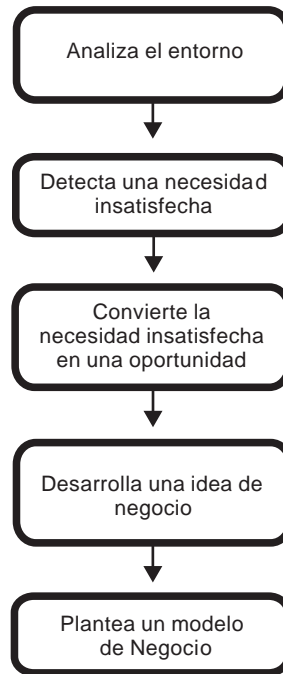 Analiza el entorno
Detecta una necesidad
insatisfecha
Convierte la
necesidad insatisfecha
en una oportunidad
Desarrolla una idea de
negocio
Plantea un modelo
de Negocio